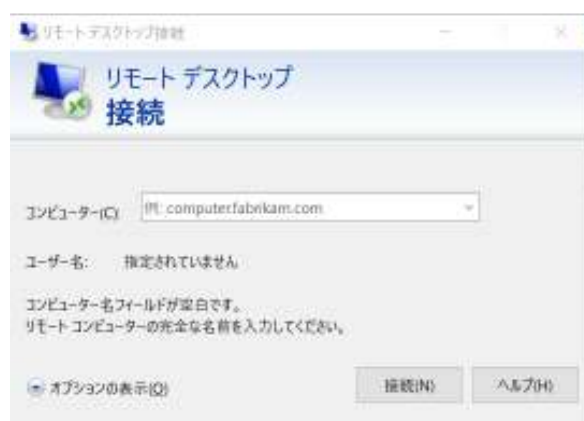 リモート デスクトップ接続
リモート デスクトップ
接続
コンピューター(C):
例: computer.fabrikam.com
ユーザー名: 指定されていません
コンピューター名フィールドが空白です。
リモート コンピューターの完全な名前を入力してください。
オプションの表示(O)
接続(N)
ヘルプ(H)